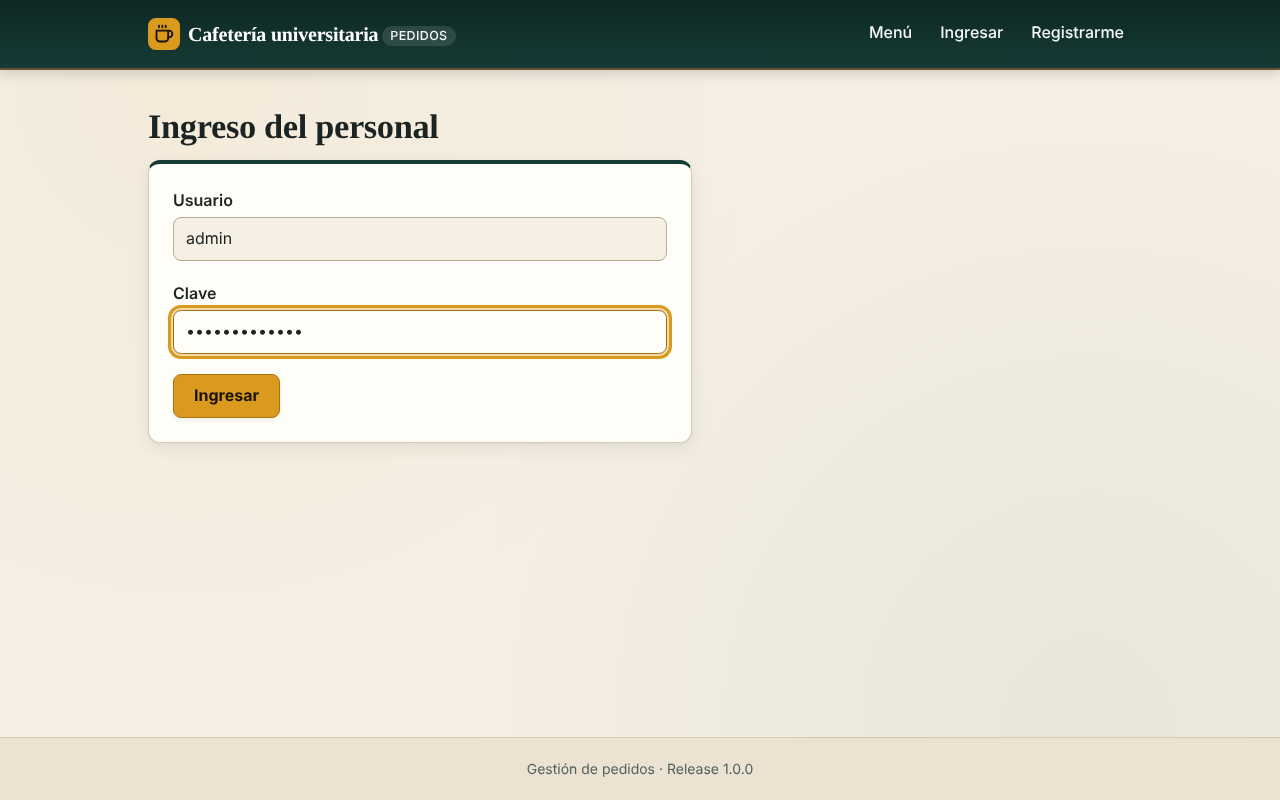 Cafetería universitaria PEDIDOS
Menú Ingresar Registrarme
Ingreso del personal
Usuario
admin
Clave
•••••••••••••
Ingresar
Gestión de pedidos · Release 1.0.0